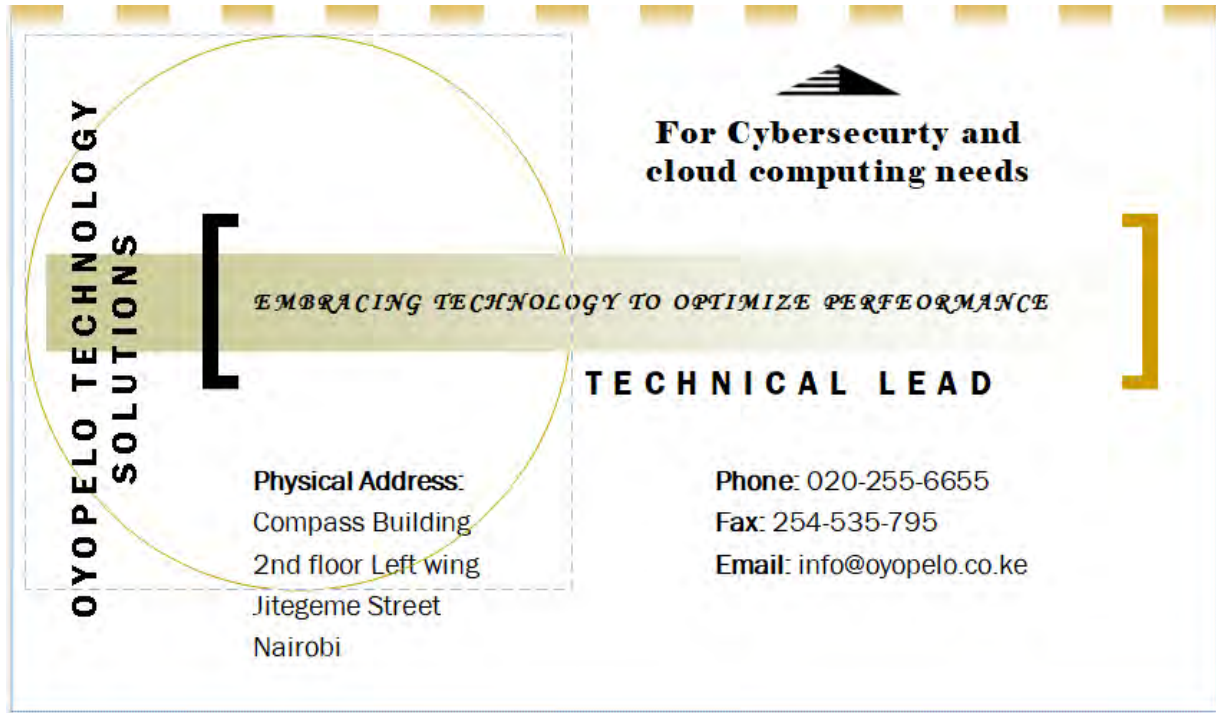 OYOPELO TECHNOLOGY
SOLUTIONS
For Cybersecurty and
cloud computing needs
EMBRACING TECHNOLOGY TO OPTIMIZE PERFEORMANCE
TECHNICAL LEAD
Physical Address:
Compass Building
2nd floor Left wing
Jitegeme Street
Nairobi
Phone: 020-255-6655
Fax: 254-535-795
Email: info@oyopelo.co.ke